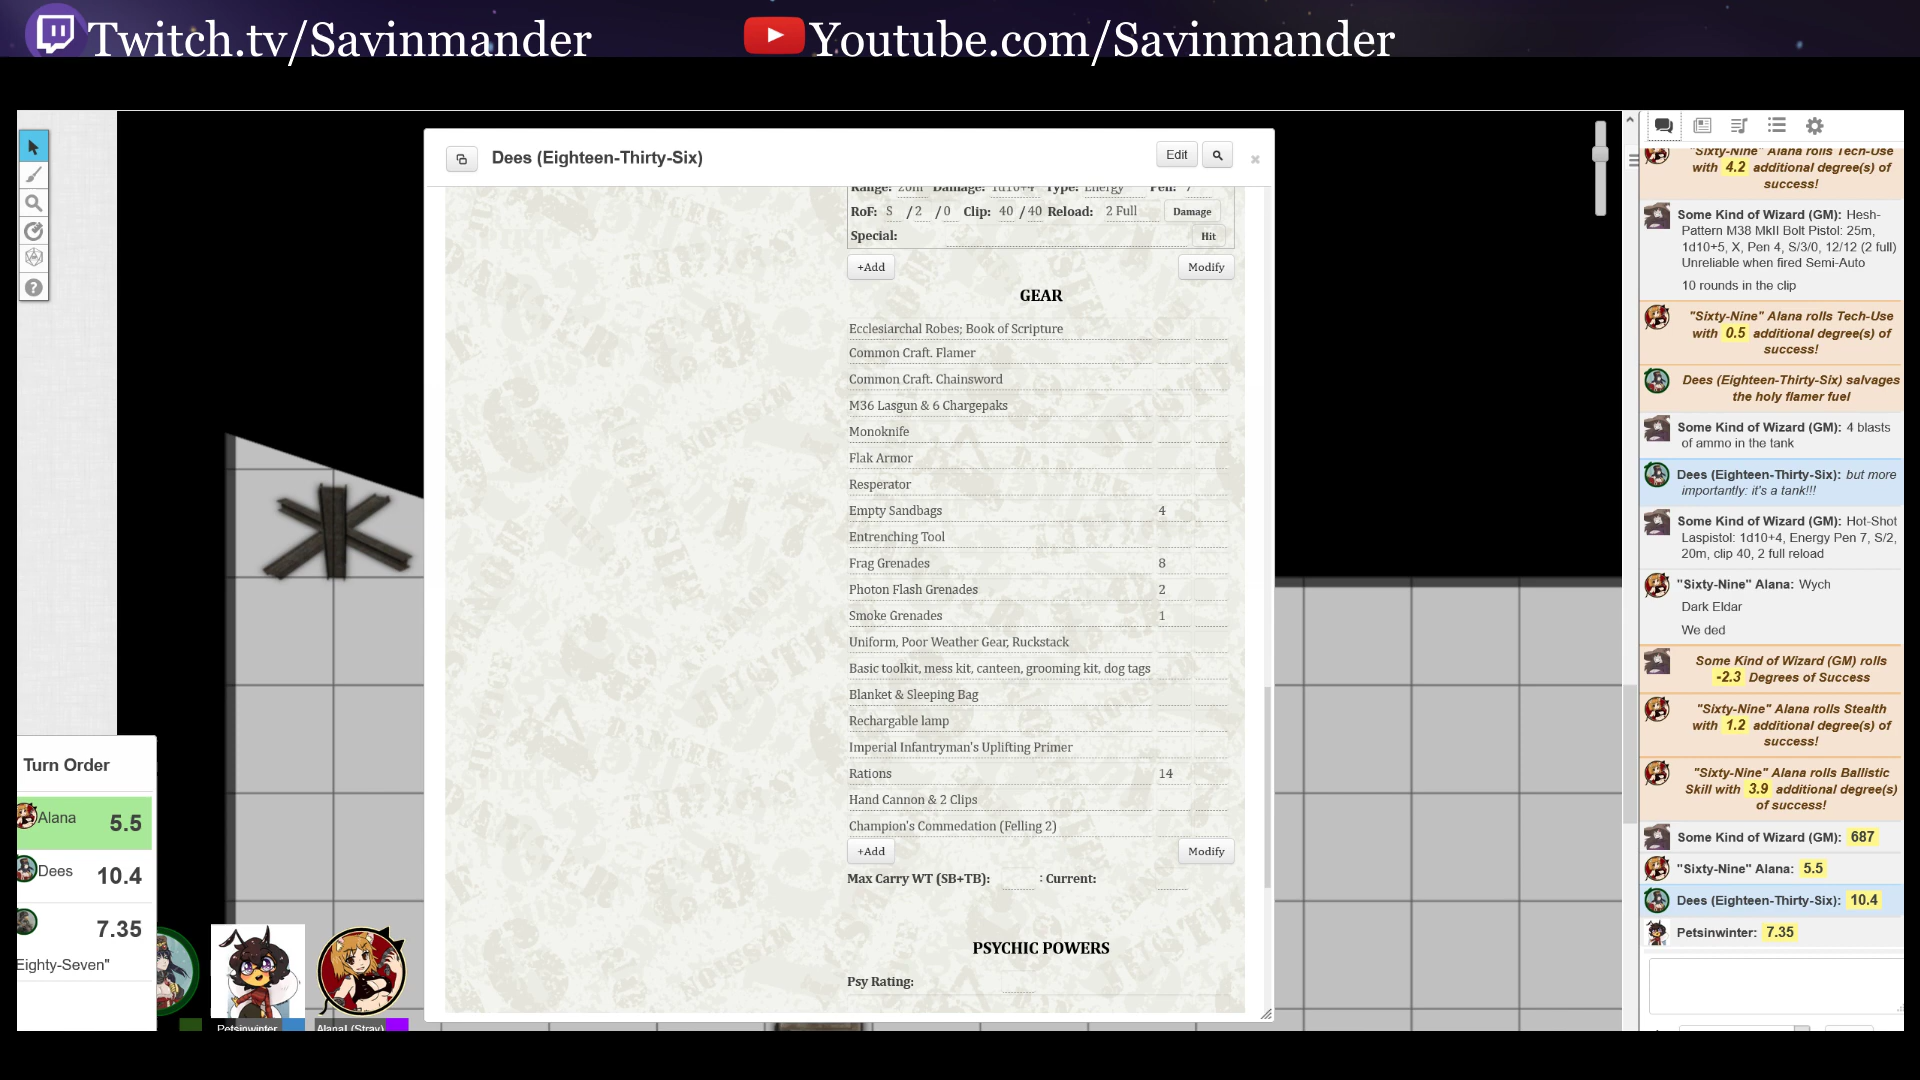 Twitch.tv/Savinmander
Youtube.com/Savinmander
Dees (Eighteen-Thirty-Six)
Edit
Range: 20m Damage: 1d10+4 Type: Energy Pen: 7
RoF: S / 2 / 0 Clip: 40 / 40 Reload: 2 Full Damage
Special: Hit
+Add Modify
GEAR
Ecclesiarchal Robes; Book of Scripture
Common Craft. Flamer
Common Craft. Chainsword
M36 Lasgun & 6 Chargepaks
Monoknife
Flak Armor
Resperator
Empty Sandbags 4
Entrenching Tool
Frag Grenades 8
Photon Flash Grenades 2
Smoke Grenades 1
Uniform, Poor Weather Gear, Ruckstack
Basic toolkit, mess kit, canteen, grooming kit, dog tags
Blanket & Sleeping Bag
Rechargable lamp
Imperial Infantryman's Uplifting Primer
Rations 14
Hand Cannon & 2 Clips
Champion's Commedation (Felling 2)
+Add Modify
Max Carry WT (SB+TB): : Current:
PSYCHIC POWERS
Psy Rating:
Turn Order
Alana 5.5
Dees 10.4
7.35
Eighty-Seven"
Petsinwinter
Alana! (Stray)
"Sixty-Nine" Alana rolls Tech-Use
with 4.2 additional degree(s) of
success!
Some Kind of Wizard (GM): Hesh-
Pattern M38 MkII Bolt Pistol: 25m,
1d10+5, X, Pen 4, S/3/0, 12/12 (2 full)
Unreliable when fired Semi-Auto
10 rounds in the clip
"Sixty-Nine" Alana rolls Tech-Use
with 0.5 additional degree(s) of
success!
Dees (Eighteen-Thirty-Six) salvages
the holy flamer fuel
Some Kind of Wizard (GM): 4 blasts
of ammo in the tank
Dees (Eighteen-Thirty-Six): but more
importantly: it's a tank!!!
Some Kind of Wizard (GM): Hot-Shot
Laspistol: 1d10+4, Energy Pen 7, S/2,
20m, clip 40, 2 full reload
"Sixty-Nine" Alana: Wych
Dark Eldar
We ded
Some Kind of Wizard (GM) rolls
-2.3 Degrees of Success
"Sixty-Nine" Alana rolls Stealth
with 1.2 additional degree(s) of
success!
"Sixty-Nine" Alana rolls Ballistic
Skill with 3.9 additional degree(s)
of success!
Some Kind of Wizard (GM): 687
"Sixty-Nine" Alana: 5.5
Dees (Eighteen-Thirty-Six): 10.4
Petsinwinter: 7.35